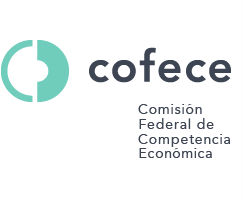 cofece
Comisión
Federal de
Competencia
Económica